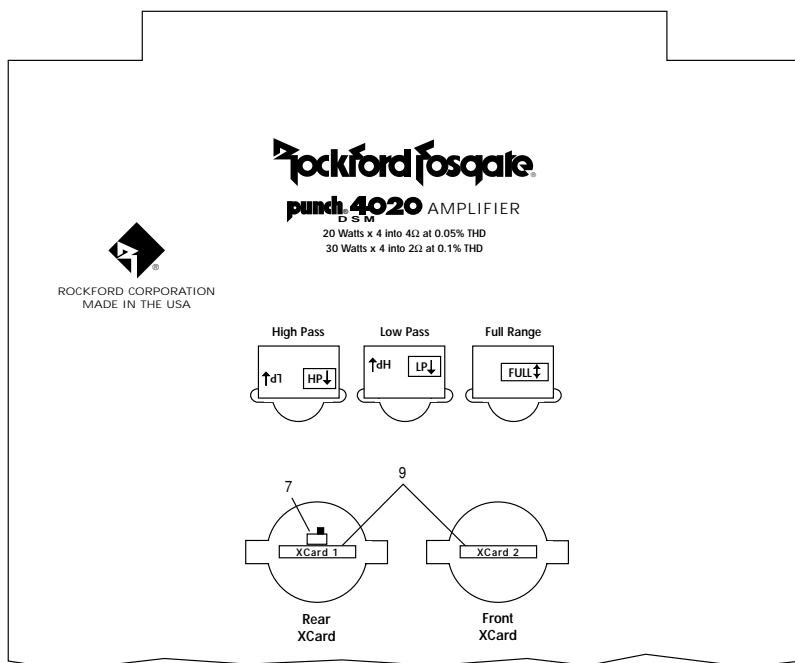 Rockford Fosgate®
punch® 4020 AMPLIFIER
DSM
20 Watts x 4 into 4Ω at 0.05% THD
30 Watts x 4 into 2Ω at 0.1% THD
®
ROCKFORD CORPORATION
MADE IN THE USA
High Pass Low Pass Full Range
LP↑ HP↓ HP↑ LP↓ FULL↕
7 9
XCard 1 XCard 2
Rear Front
XCard XCard